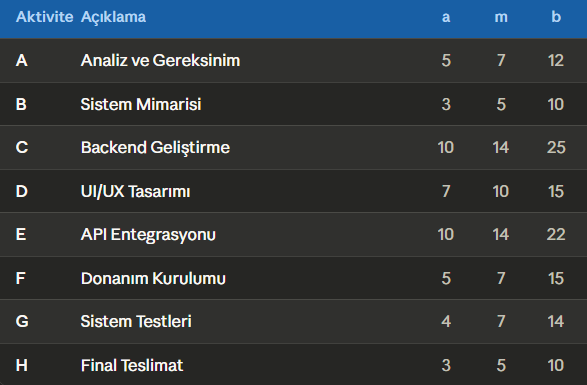 Aktivite Açıklama a m b
A Analiz ve Gereksinim 5 7 12
B Sistem Mimarisi 3 5 10
C Backend Geliştirme 10 14 25
D UI/UX Tasarımı 7 10 15
E API Entegrasyonu 10 14 22
F Donanım Kurulumu 5 7 15
G Sistem Testleri 4 7 14
H Final Teslimat 3 5 10